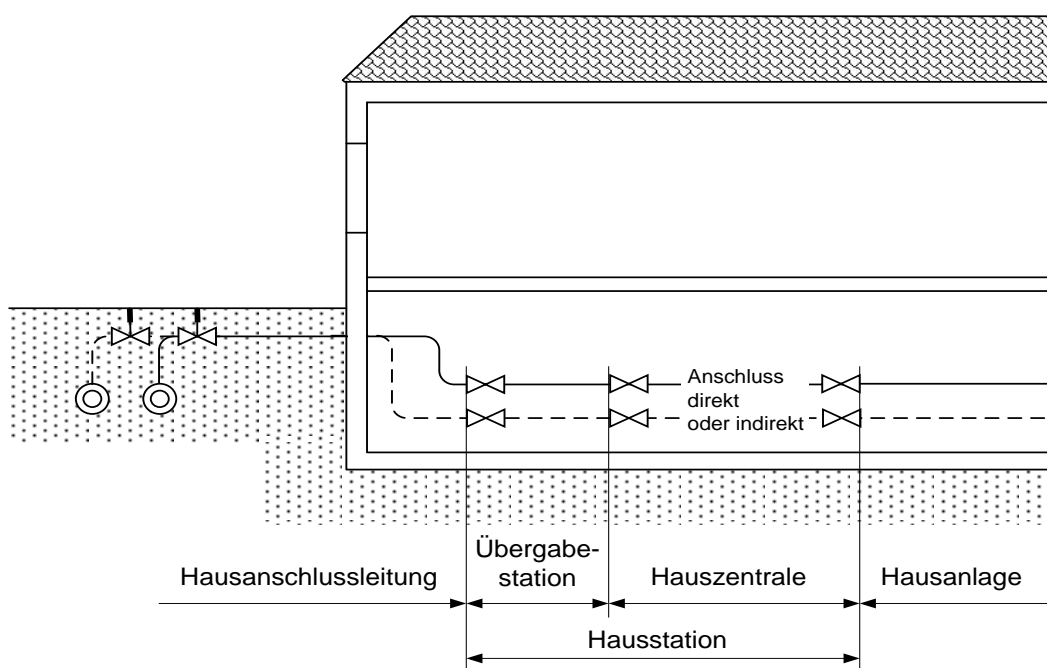 Anschluss
direkt
oder indirekt
Übergabe-
station
Hausanschlussleitung
Hauszentrale
Hausanlage
Hausstation